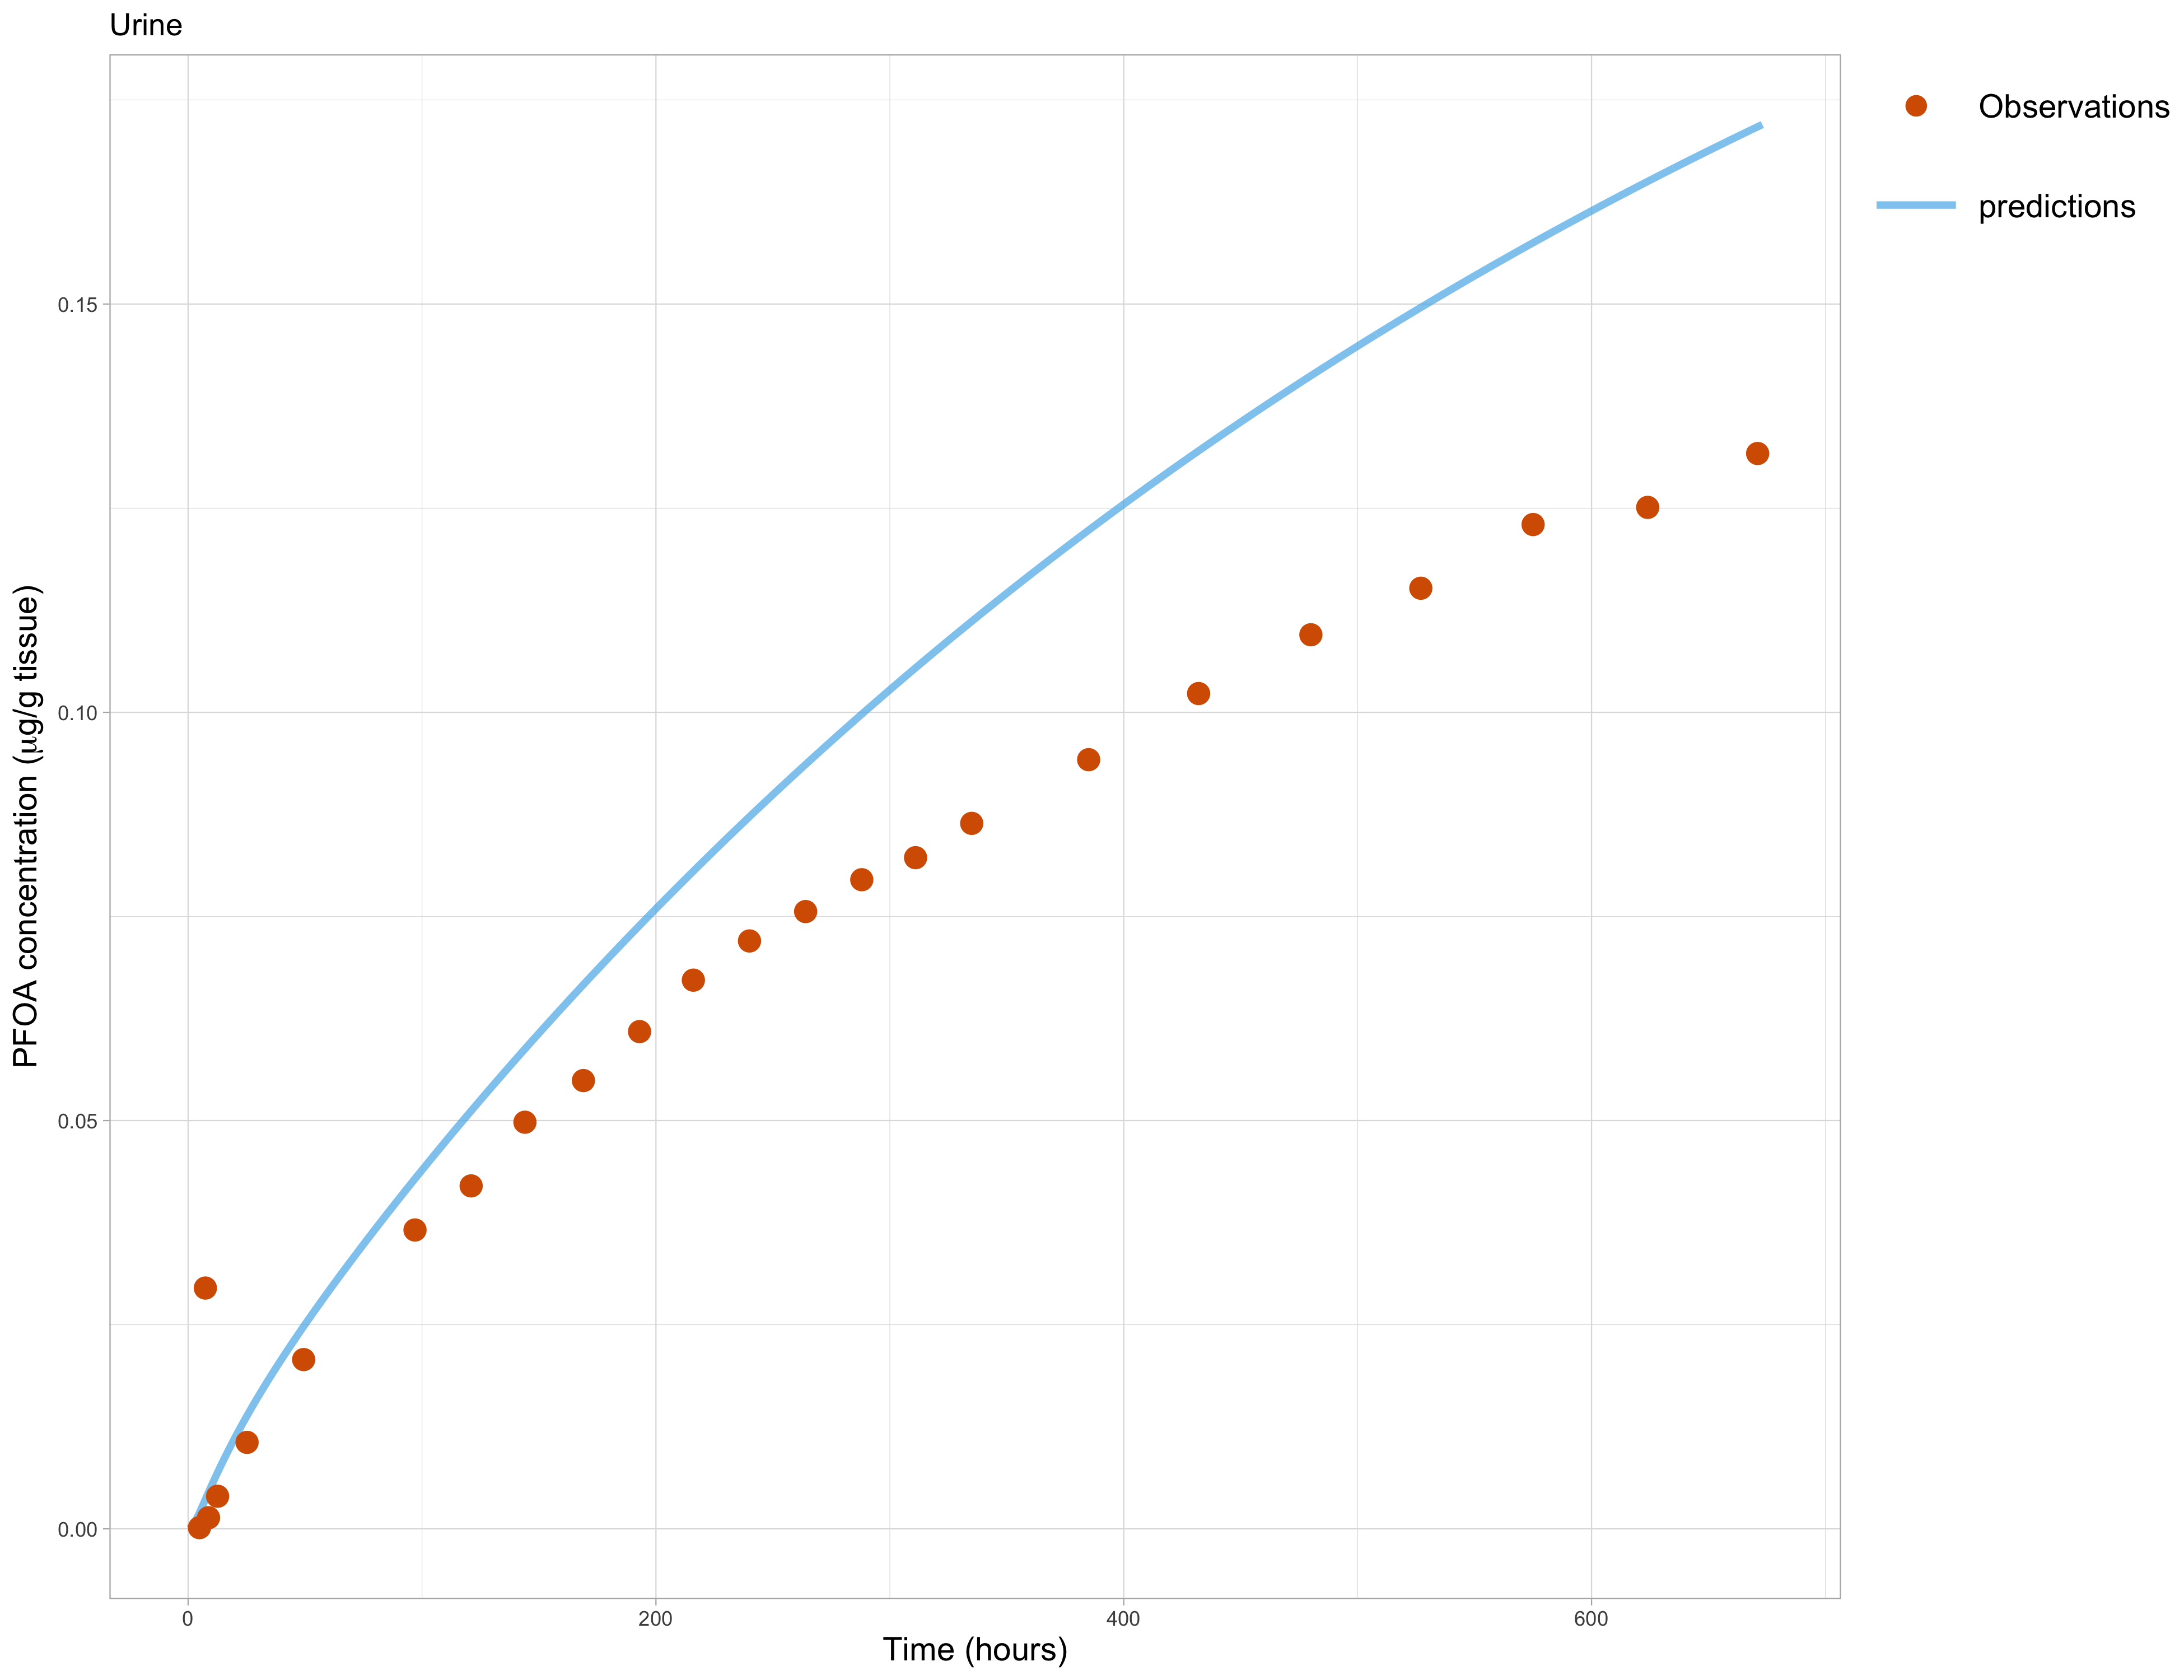 Urine
Observations
predictions
PFOA concentration (μg/g tissue)
0.15
0.10
0.05
0.00
0 200 400 600
Time (hours)